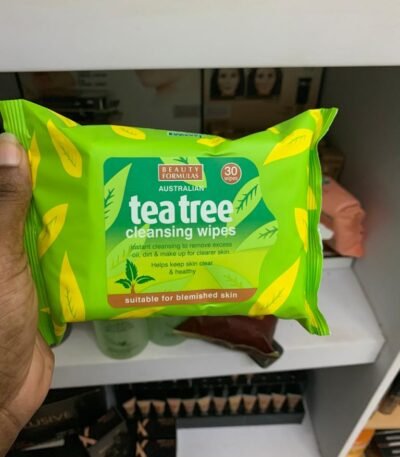 BEAUTY
FORMULAS
30
wipes
AUSTRALIAN
tea tree
cleansing wipes
instant cleansing to remove excess
oil, dirt & make up for clearer skin
Helps keep skin clear
& healthy
suitable for blemished skin